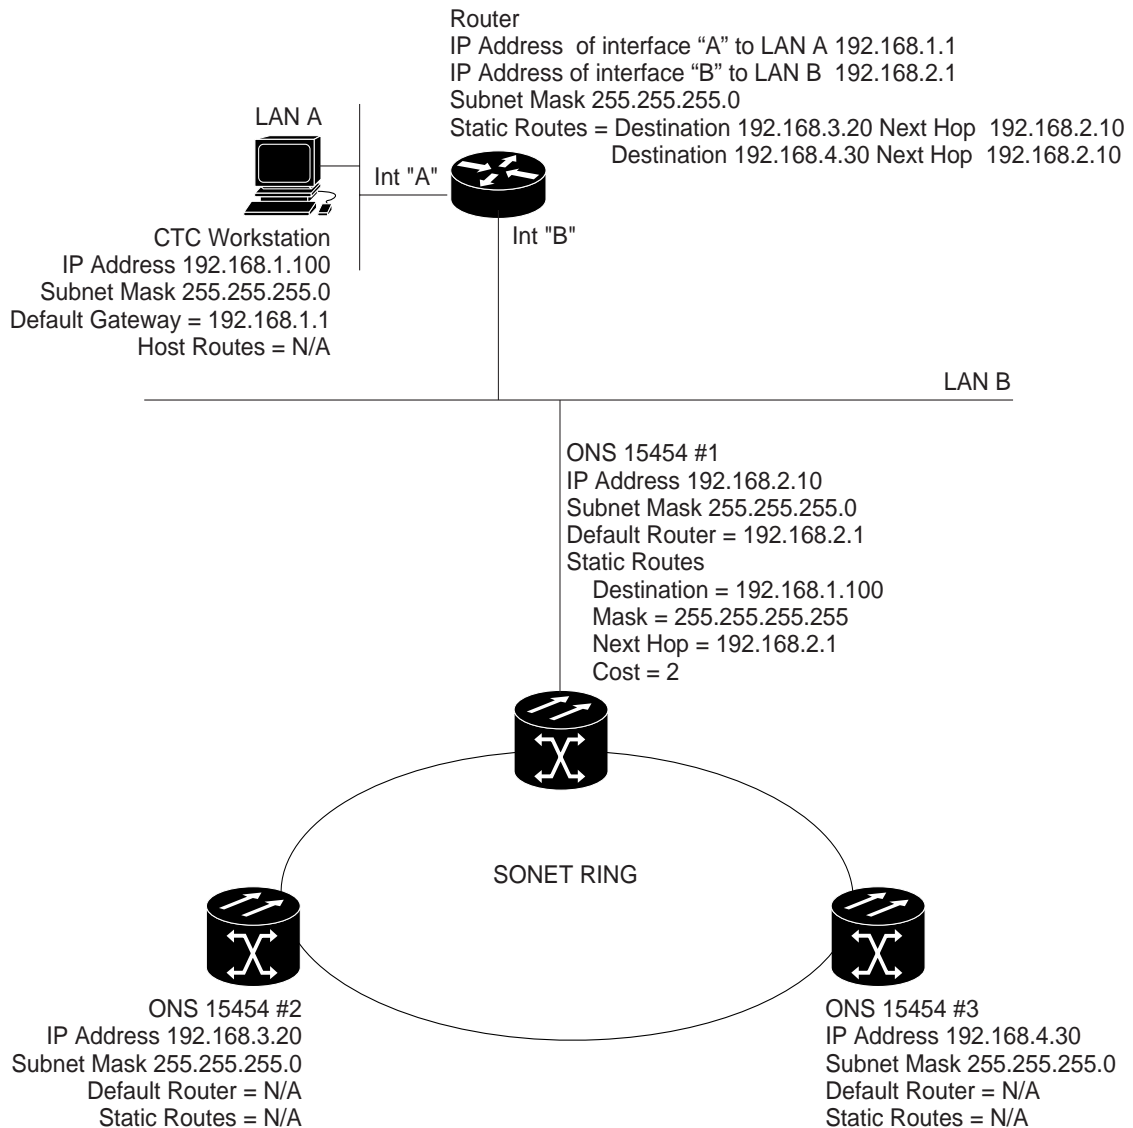 Router
IP Address of interface “A” to LAN A 192.168.1.1
IP Address of interface “B” to LAN B 192.168.2.1
Subnet Mask 255.255.255.0
Static Routes = Destination 192.168.3.20 Next Hop 192.168.2.10
Destination 192.168.4.30 Next Hop 192.168.2.10
LAN A
Int "A"
Int "B"
CTC Workstation
IP Address 192.168.1.100
Subnet Mask 255.255.255.0
Default Gateway = 192.168.1.1
Host Routes = N/A
LAN B
ONS 15454 #1
IP Address 192.168.2.10
Subnet Mask 255.255.255.0
Default Router = 192.168.2.1
Static Routes
Destination = 192.168.1.100
Mask = 255.255.255.255
Next Hop = 192.168.2.1
Cost = 2
SONET RING
ONS 15454 #2
IP Address 192.168.3.20
Subnet Mask 255.255.255.0
Default Router = N/A
Static Routes = N/A
ONS 15454 #3
IP Address 192.168.4.30
Subnet Mask 255.255.255.0
Default Router = N/A
Static Routes = N/A